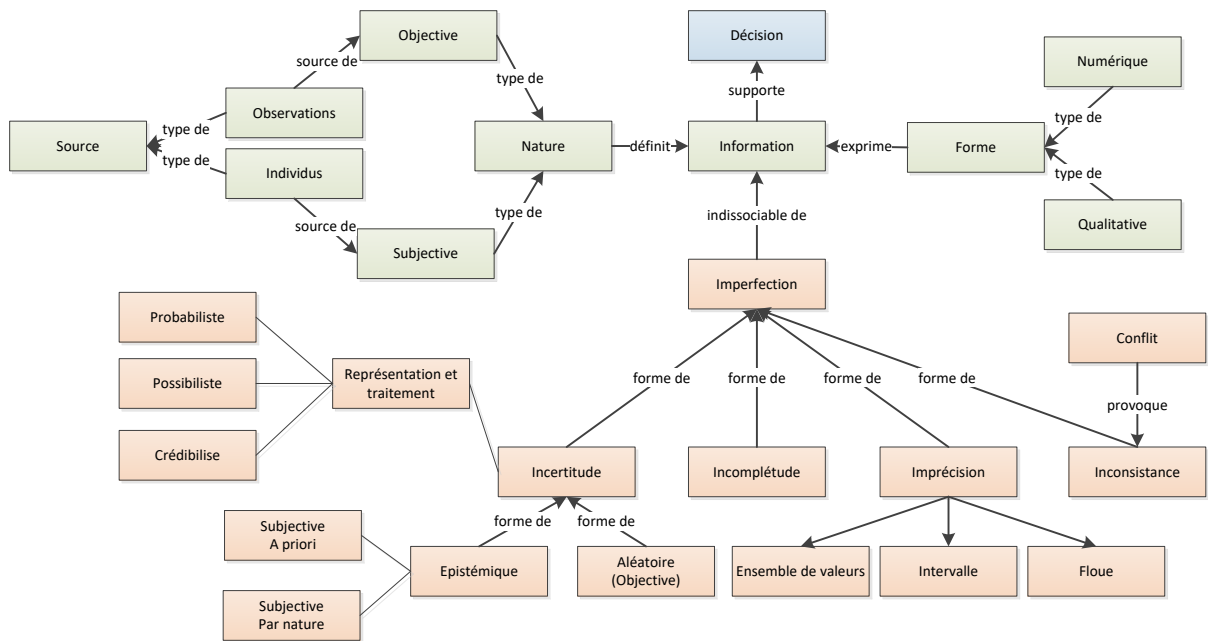 Objective
Décision
Numérique
source de
type de
supporte
type de
Observations
type de
Source
Nature
définit
Information
exprime
Forme
type de
Individus
type de
source de
type de
indissociable de
Qualitative
Subjective
Imperfection
Probabiliste
Conflit
Possibiliste
Représentation et
traitement
forme de
forme de
forme de
forme de
provoque
Crédibilise
Incertitude
Incomplétude
Imprécision
Inconsistance
Subjective
A priori
forme de
forme de
Epistémique
Aléatoire
(Objective)
Ensemble de valeurs
Intervalle
Floue
Subjective
Par nature